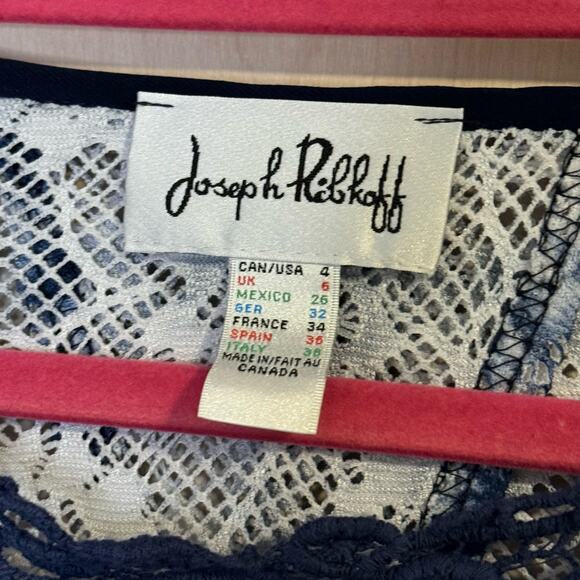 Joseph Ribkoff
CAN/USA 4
UK 6
MEXICO 26
GER 32
FRANCE 34
SPAIN 36
ITALY 38
MADE IN/FAIT AU
CANADA